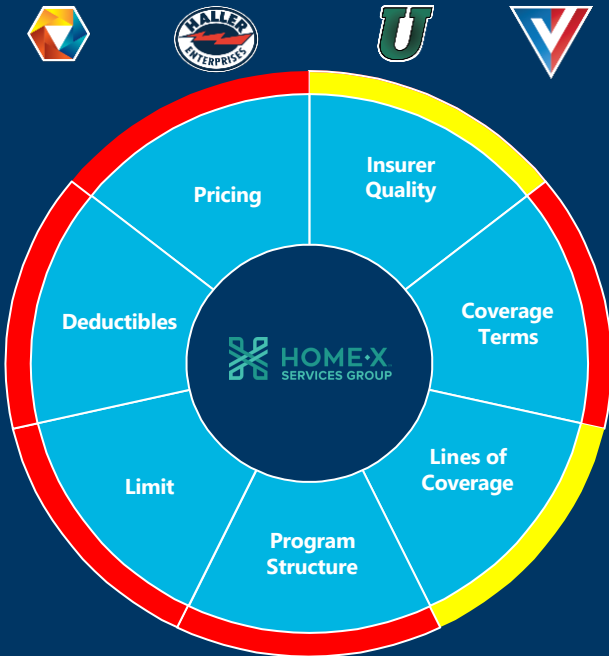 HALLER
ENTERPRISES
U
Insurer
Quality
Pricing
Coverage
Terms
Deductibles
HOME•X
SERVICES GROUP
Lines of
Coverage
Limit
Program
Structure